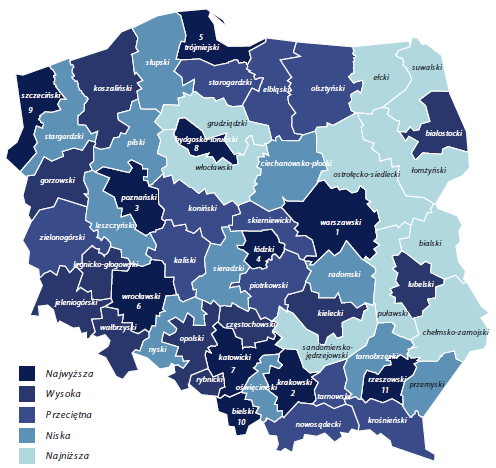 5
trójmiejski
słupski
suwalski
ełcki
koszaliński
starogardzki
elbląski
olsztyński
szczeciński
9
grudziądzki
białostocki
stargardzki
pilski
bydgosko-toruński
8
ciechanowsko-płocki
włocławski
łomżyński
ostrołęcko-siedlecki
gorzowski
poznański
3
koniński
leszczyński
skierniewicki
warszawski
1
zielonogórski
bialski
łódzki
4
kaliski
legnicko-głogowski
sieradzki
radomski
piotrkowski
lubelski
jeleniogórski
wrocławski
6
puławski
kielecki
wałbrzyski
częstochowski
chełmsko-zamojski
opolski
nyski
sandomiersko-
jędrzejowski
katowicki
7
tarnobrzeski
rybnicki
oświęcimski
krakowski
2
rzeszowski
11
przemyski
tarnowski
bielski
10
nowosądecki
krośnieński
Najwyższa
Wysoka
Przeciętna
Niska
Najniższa